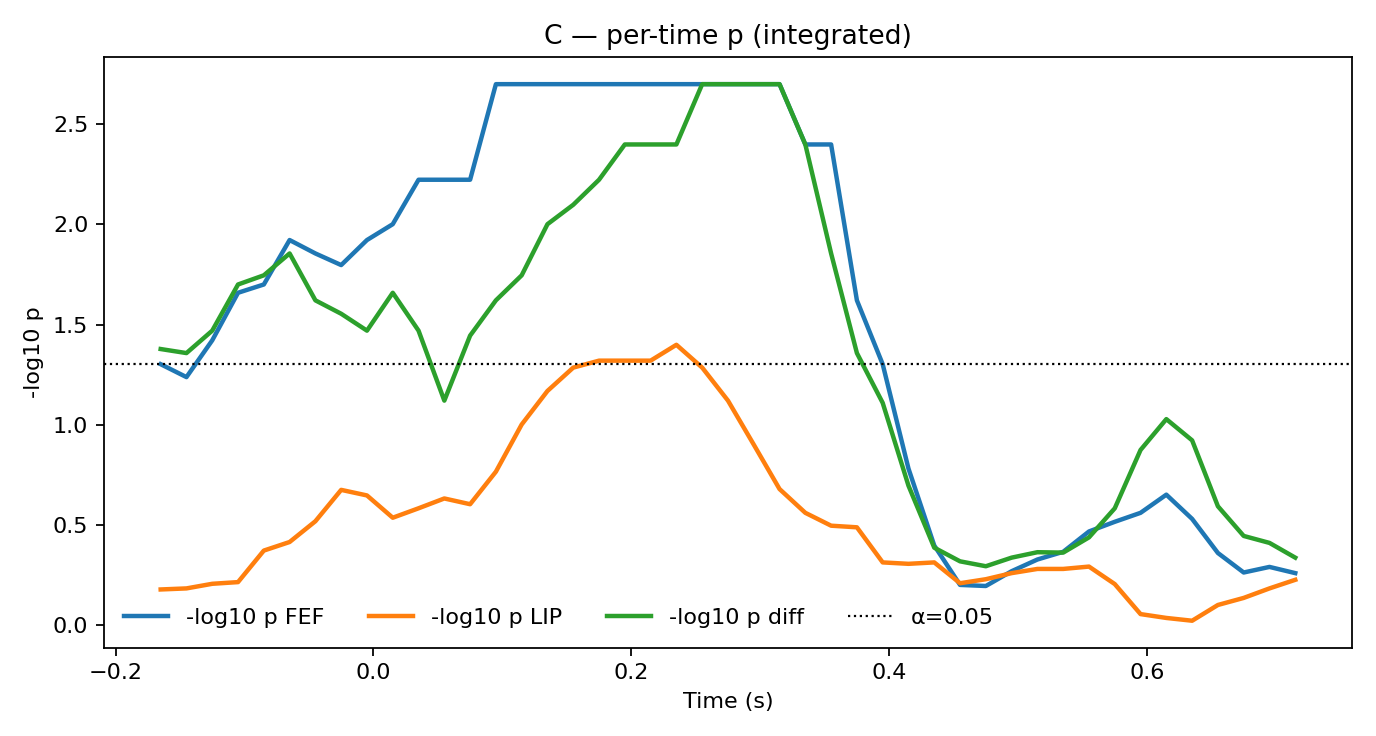 C — per-time p (integrated)
-log10 p
2.5
2.0
1.5
1.0
0.5
0.0
-log10 p FEF
-log10 p LIP
-log10 p diff
α=0.05
−0.2
0.0
0.2
0.4
0.6
Time (s)